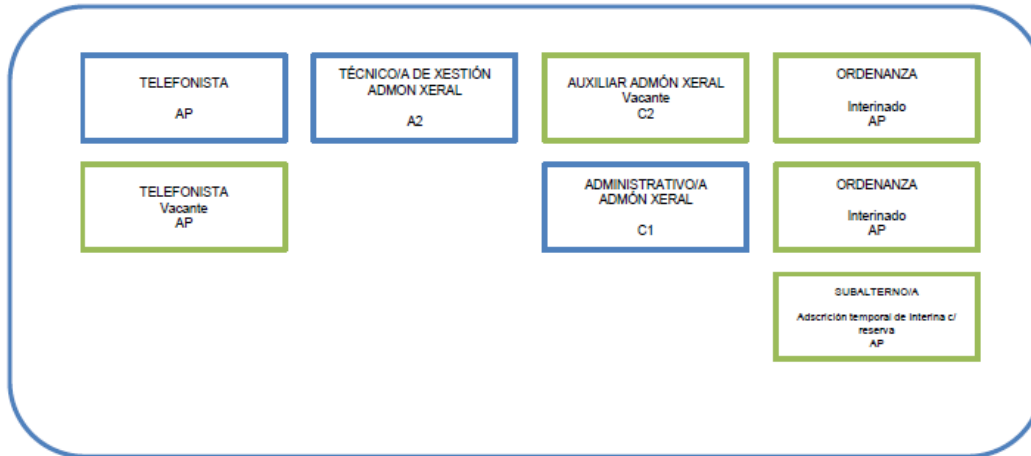 TELEFONISTA
AP
TÉCNICO/A DE XESTIÓN
ADMON XERAL
A2
AUXILIAR ADMÓN XERAL
Vacante
C2
ORDENANZA
Interinado
AP
TELEFONISTA
Vacante
AP
ADMINISTRATIVO/A
ADMÓN XERAL
C1
ORDENANZA
Interinado
AP
SUBALTERNO/A
Adscrición temporal de Interina c/
reserva
AP